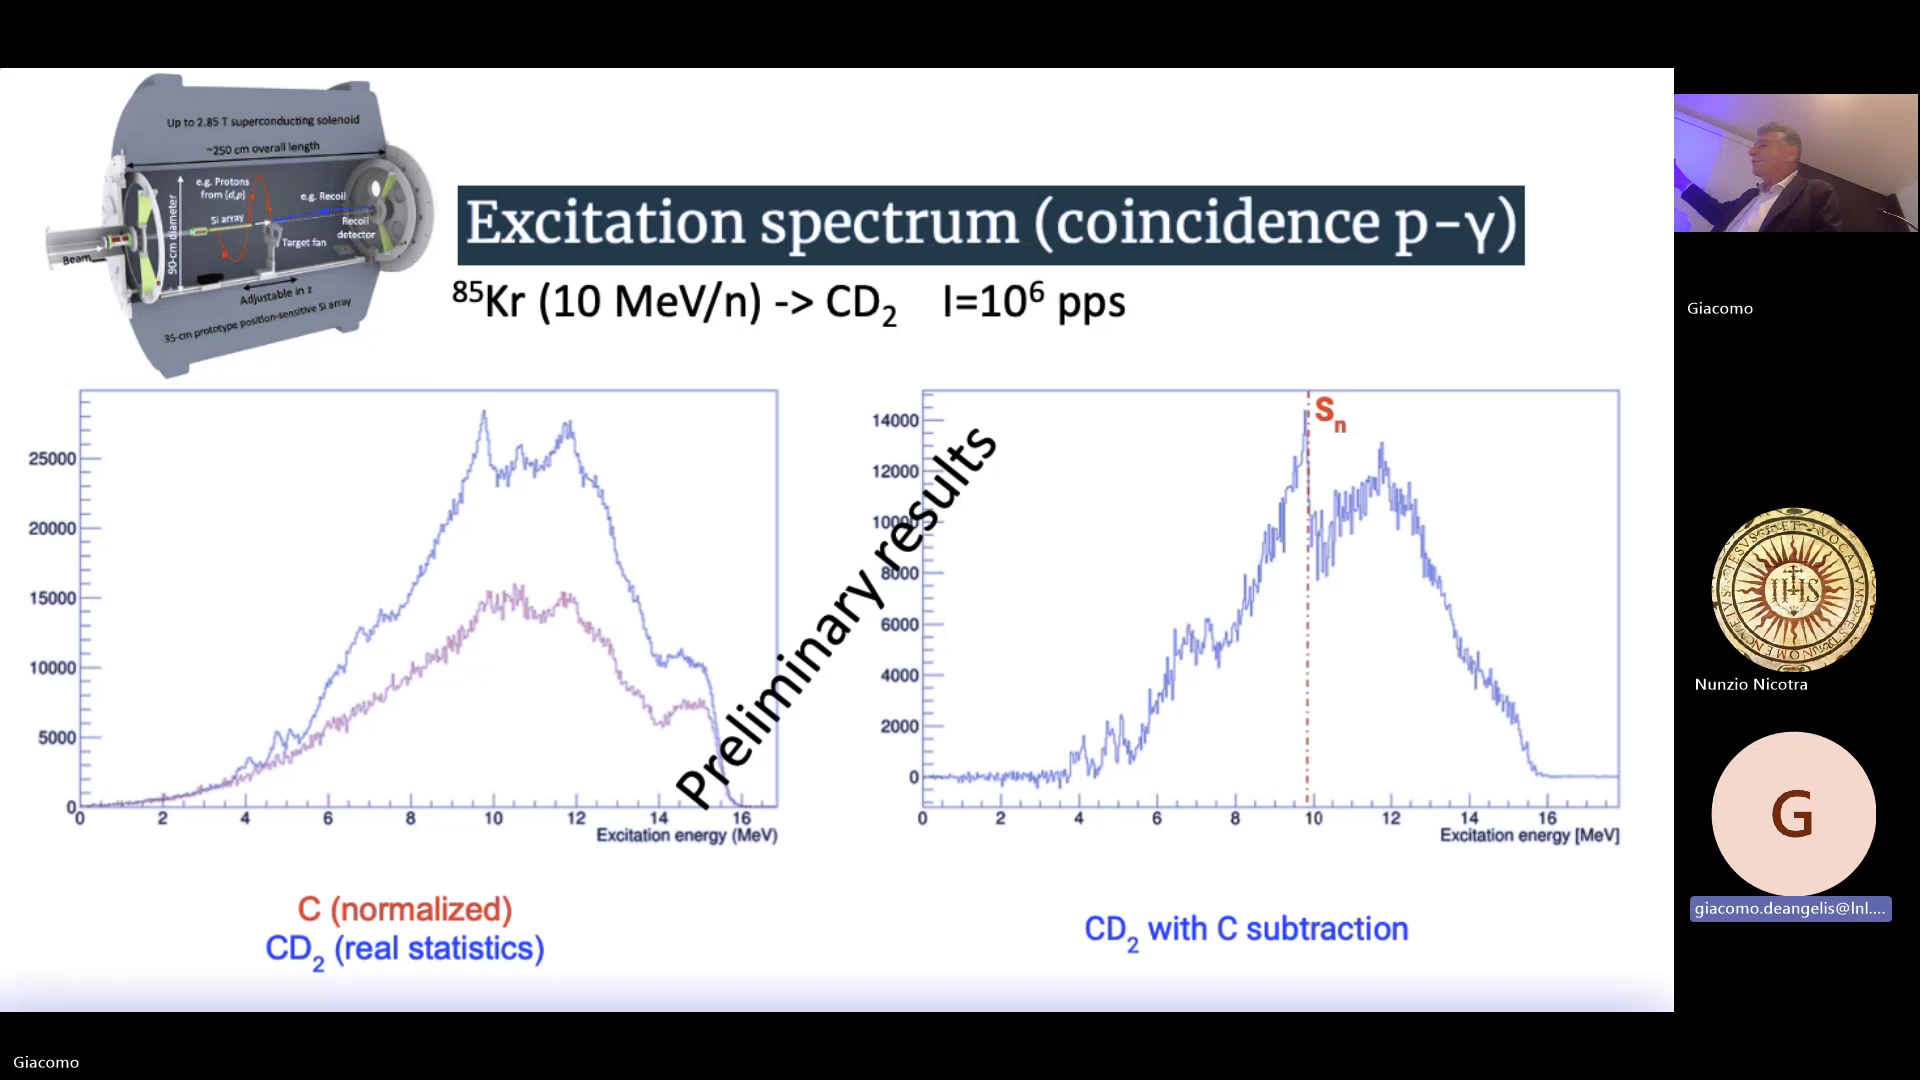 Up to 2.85 T superconducting solenoid
~250 cm overall length
e.g. Protons
from (d,p)
e.g. Recoil
Si array
Recoil
detector
90-cm diameter
Target fan
Beam
Adjustable in z
35-cm prototype position-sensitive Si array
Excitation spectrum (coincidence p-γ)
⁸⁵Kr (10 MeV/n) -> CD₂ I=10⁶ pps
25000
20000
15000
10000
5000
0
0 2 4 6 8 10 12 14 16
Excitation energy (MeV)
Preliminary results
Sₙ
14000
12000
10000
8000
6000
4000
2000
0
0 2 4 6 8 10 12 14 16
Excitation energy [MeV]
C (normalized)
CD₂ (real statistics)
CD₂ with C subtraction
Giacomo
Nunzio Nicotra
G
giacomo.deangelis@lnl....
Giacomo
IHS